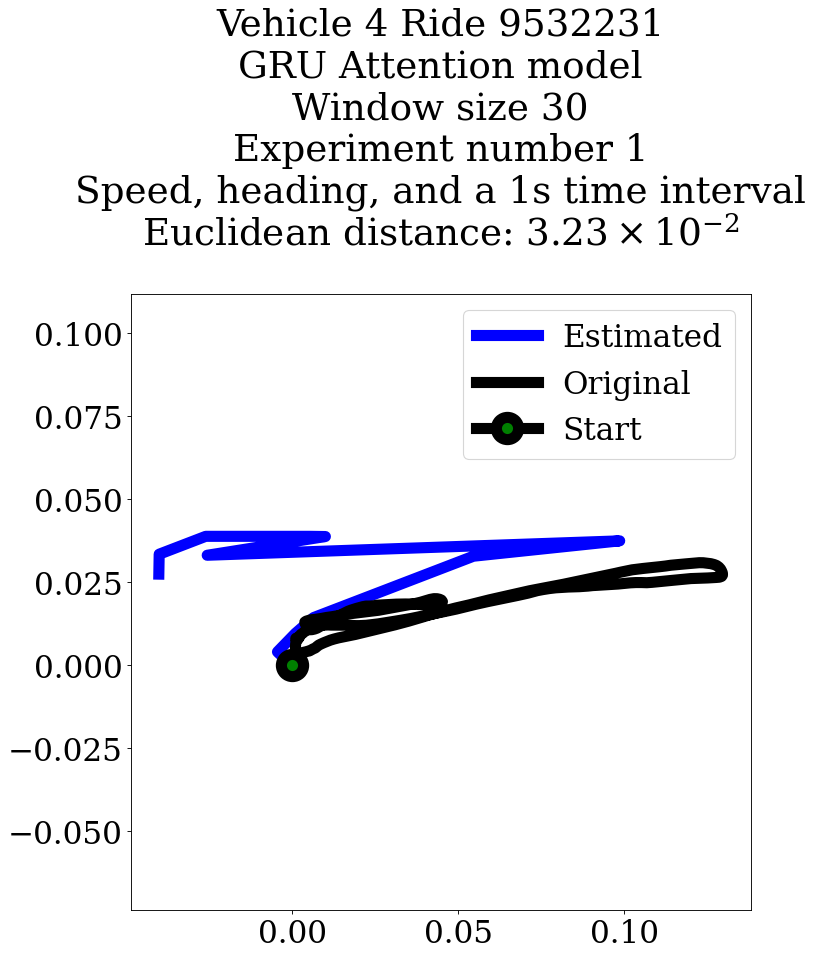 Vehicle 4 Ride 9532231
GRU Attention model
Window size 30
Experiment number 1
Speed, heading, and a 1s time interval
Euclidean distance: 3.23 × 10⁻²
Estimated
Original
Start
0.100
0.075
0.050
0.025
0.000
−0.025
−0.050
0.00 0.05 0.10